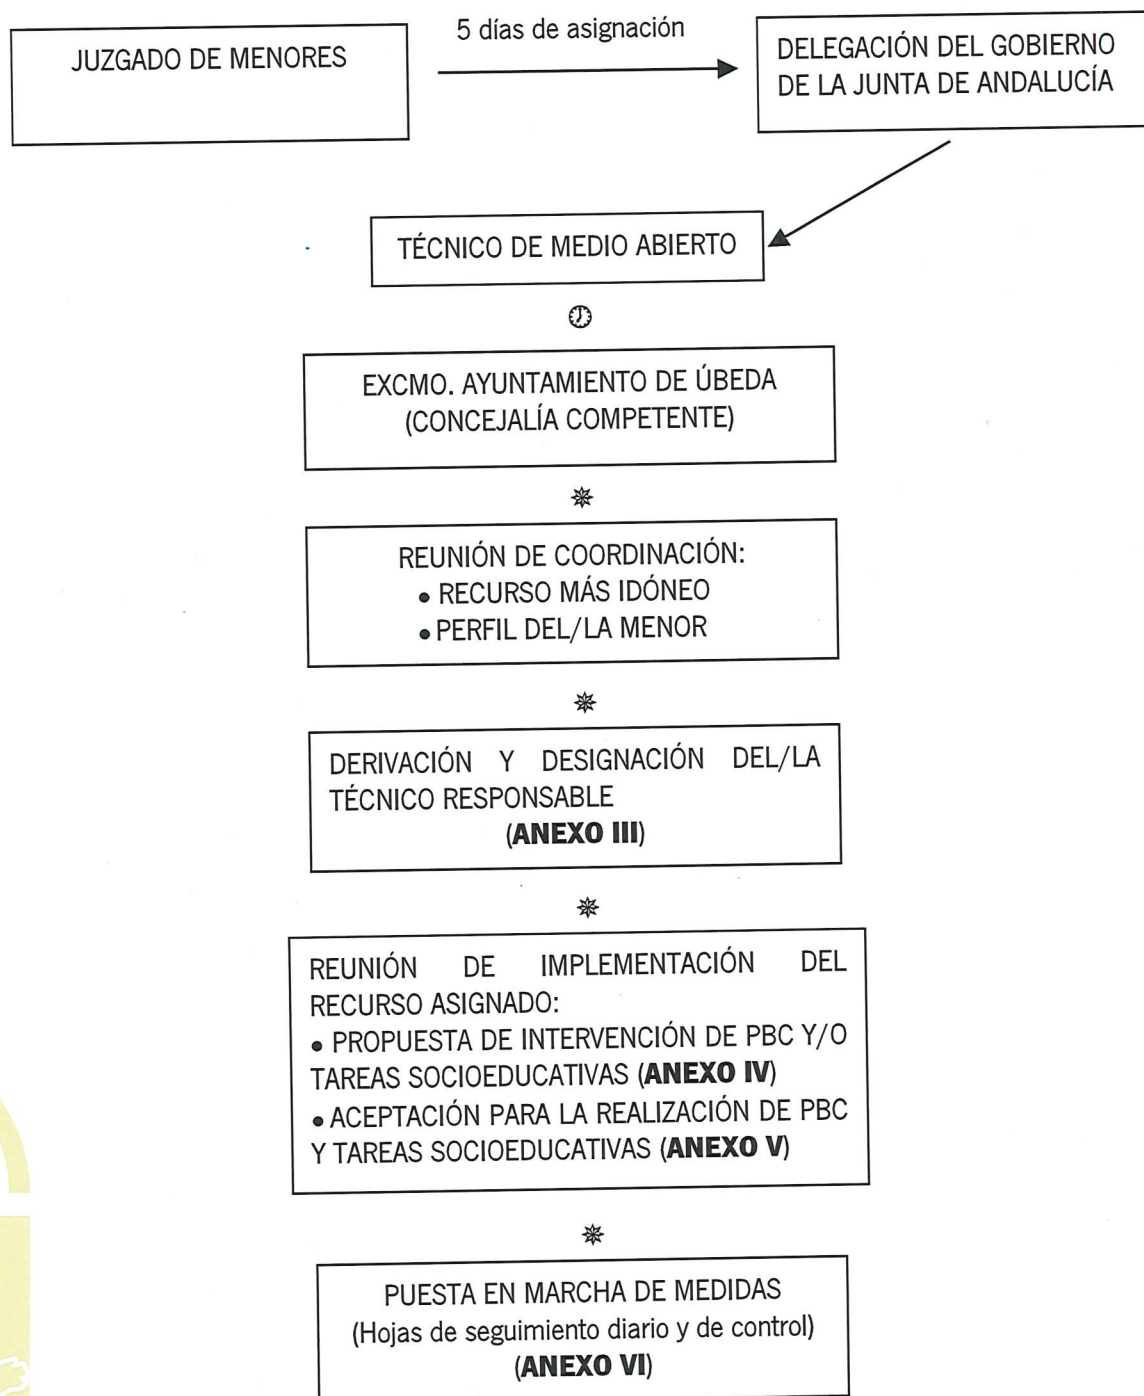 5 días de asignación
JUZGADO DE MENORES
DELEGACIÓN DEL GOBIERNO
DE LA JUNTA DE ANDALUCÍA
TÉCNICO DE MEDIO ABIERTO
EXCMO. AYUNTAMIENTO DE ÚBEDA
(CONCEJALÍA COMPETENTE)
REUNIÓN DE COORDINACIÓN:
• RECURSO MÁS IDÓNEO
• PERFIL DEL/LA MENOR
DERIVACIÓN Y DESIGNACIÓN DEL/LA
TÉCNICO RESPONSABLE
(ANEXO III)
REUNIÓN DE IMPLEMENTACIÓN DEL
RECURSO ASIGNADO:
• PROPUESTA DE INTERVENCIÓN DE PBC Y/O
TAREAS SOCIOEDUCATIVAS (ANEXO IV)
• ACEPTACIÓN PARA LA REALIZACIÓN DE PBC
Y TAREAS SOCIOEDUCATIVAS (ANEXO V)
PUESTA EN MARCHA DE MEDIDAS
(Hojas de seguimiento diario y de control)
(ANEXO VI)